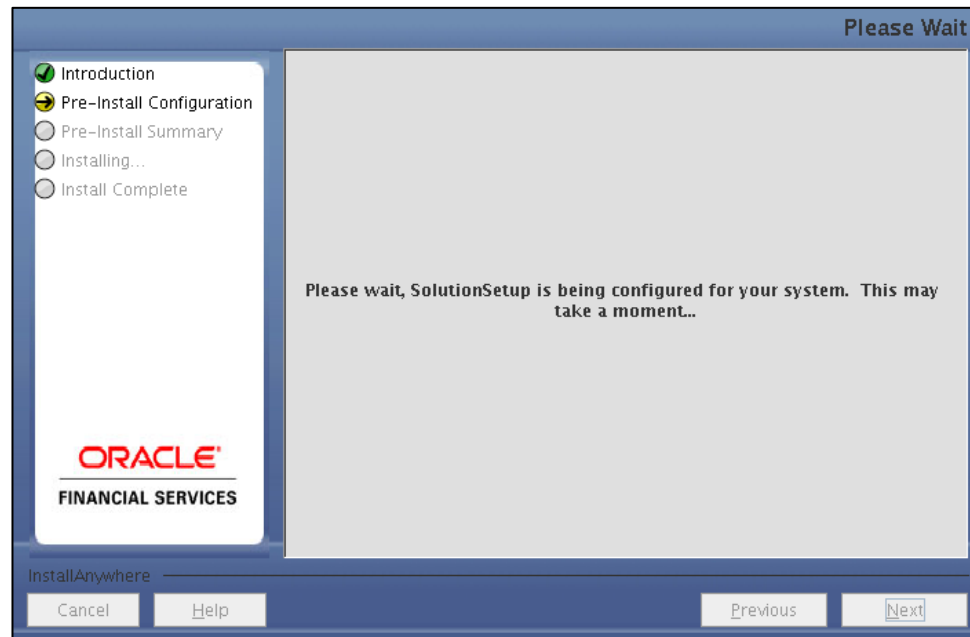 Please Wait
Introduction
Pre-Install Configuration
Pre-Install Summary
Installing...
Install Complete
Please wait, SolutionSetup is being configured for your system.  This may
take a moment...
ORACLE
FINANCIAL SERVICES
InstallAnywhere
Cancel
Help
Previous
Next